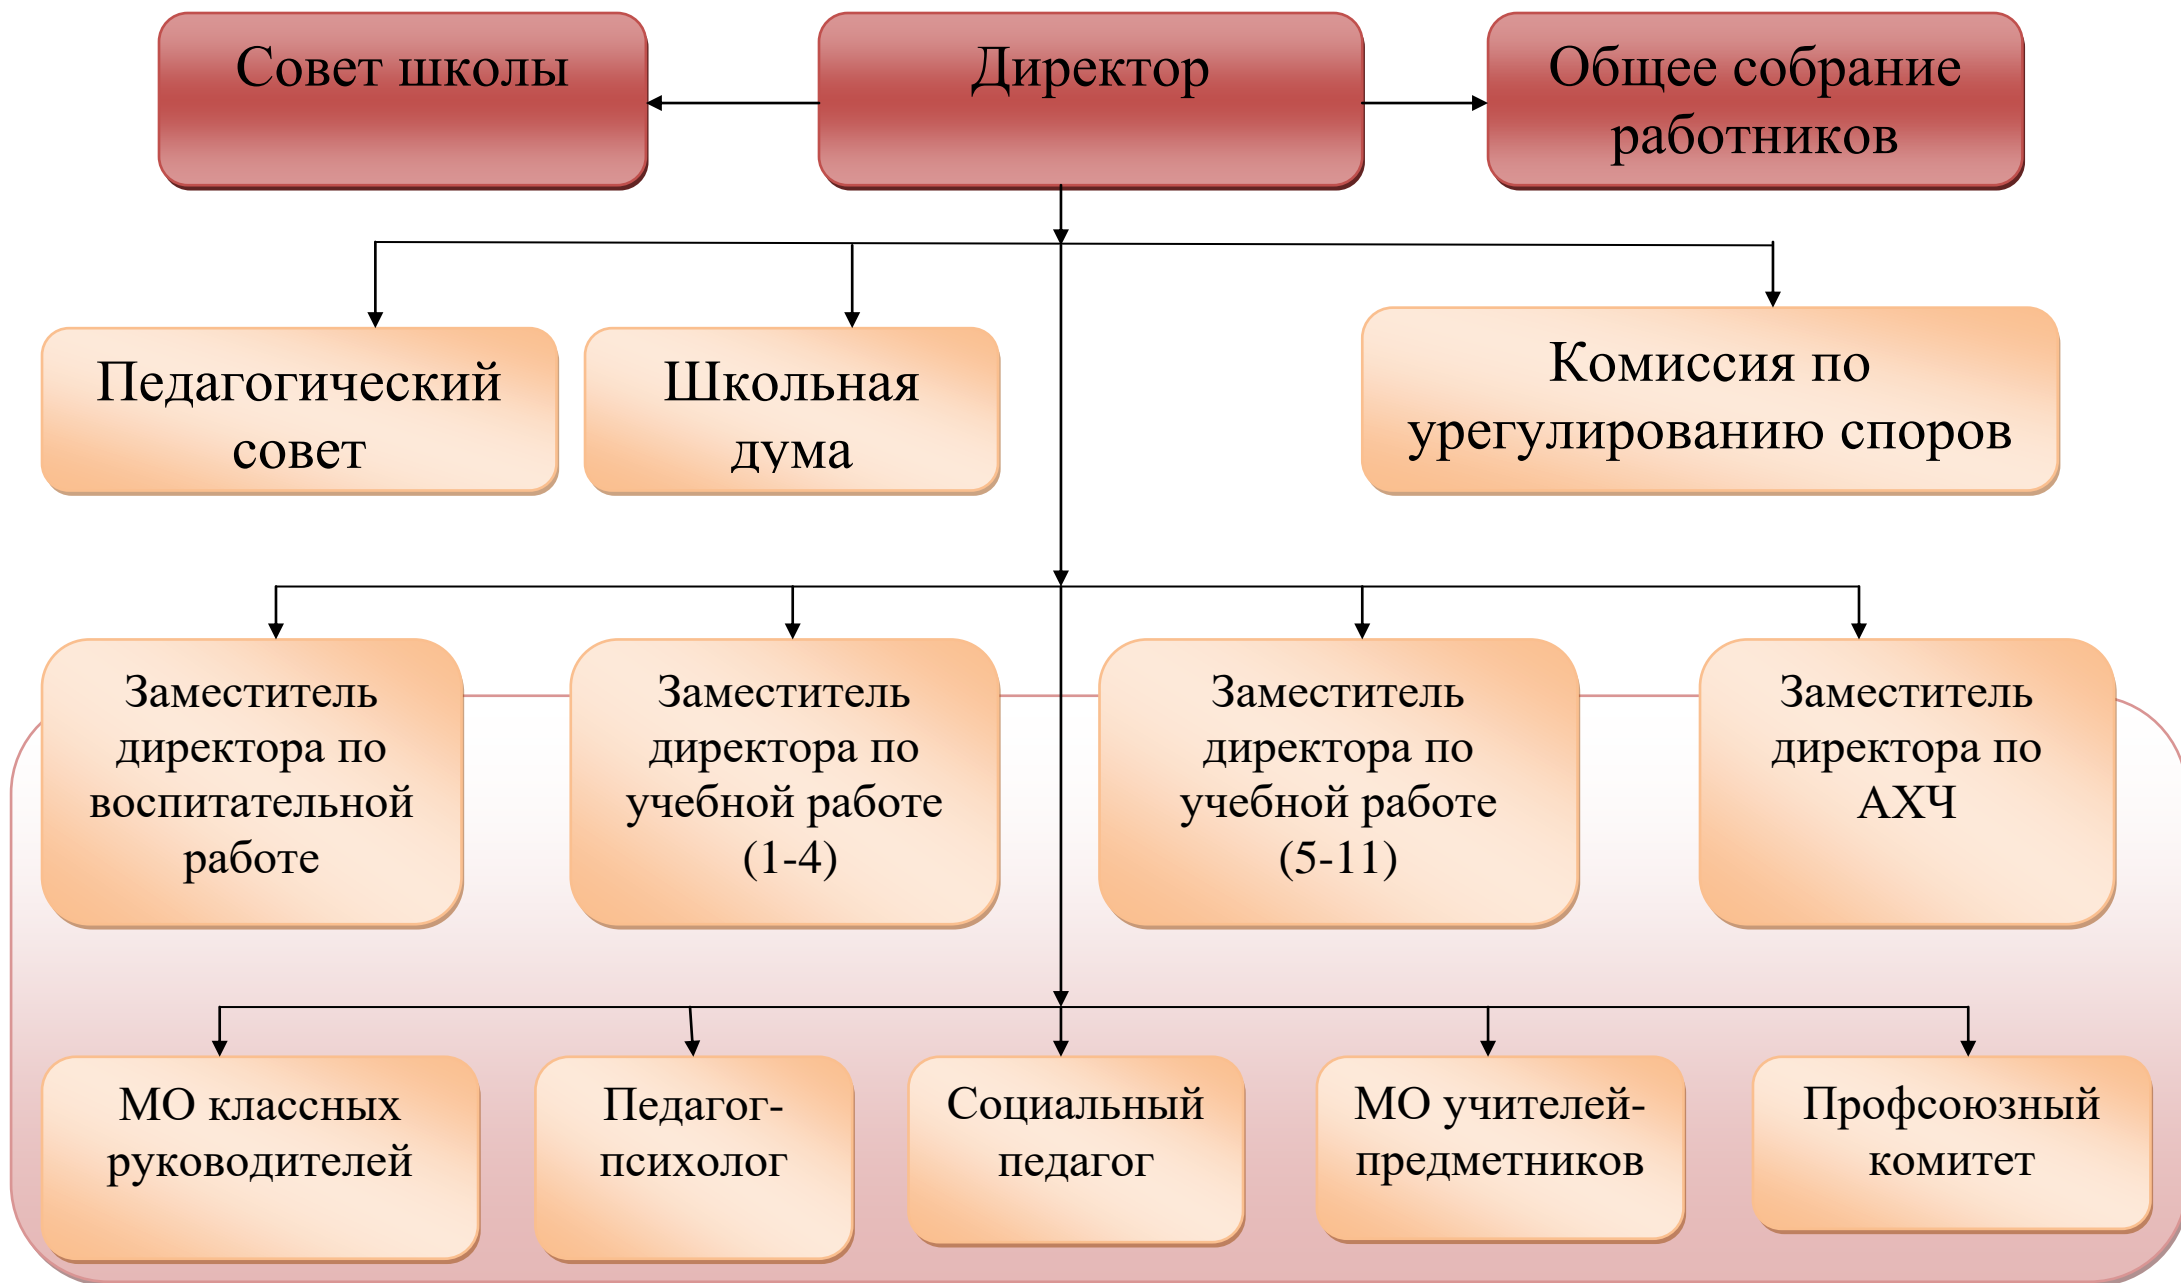 Совет школы
Директор
Общее собрание
работников
Педагогический
совет
Школьная
дума
Комиссия по
урегулированию споров
Заместитель
директора по
воспитательной
работе
Заместитель
директора по
учебной работе
(1-4)
Заместитель
директора по
учебной работе
(5-11)
Заместитель
директора по
АХЧ
МО классных
руководителей
Педагог-
психолог
Социальный
педагог
МО учителей-
предметников
Профсоюзный
комитет